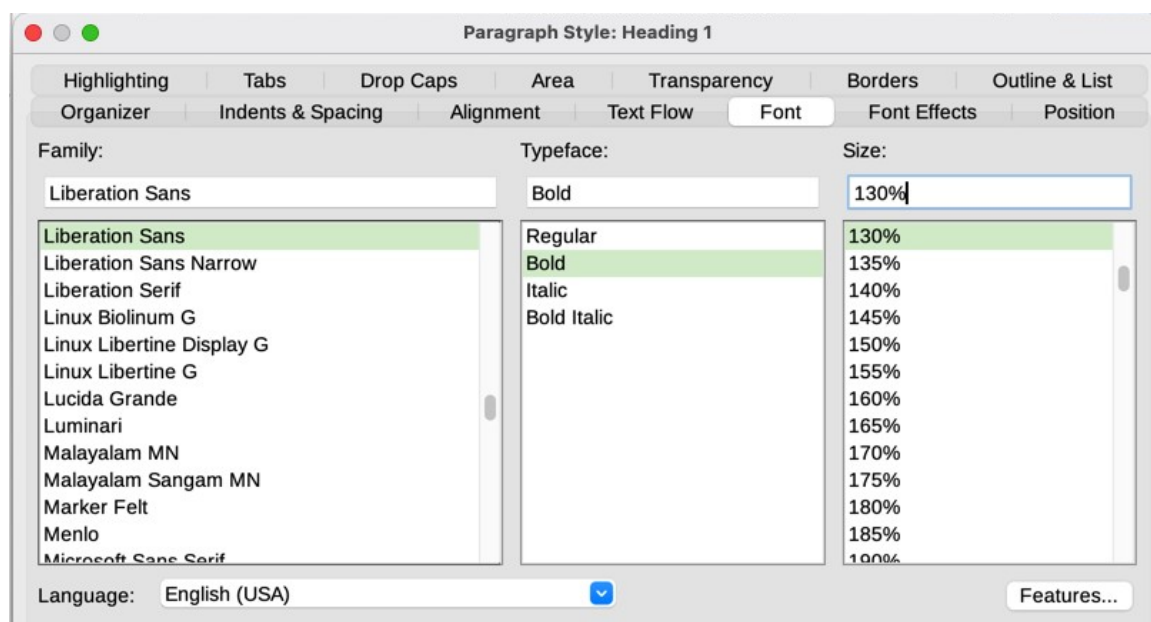 Paragraph Style: Heading 1
Highlighting Tabs Drop Caps Area Transparency Borders Outline & List
Organizer Indents & Spacing Alignment Text Flow Font Font Effects Position
Family: Typeface: Size:
Liberation Sans Bold 130%
Liberation Sans Regular 130%
Liberation Sans Narrow Bold 135%
Liberation Serif Italic 140%
Linux Biolinum G Bold Italic 145%
Linux Libertine Display G 150%
Linux Libertine G 155%
Lucida Grande 160%
Luminari 165%
Malayalam MN 170%
Malayalam Sangam MN 175%
Marker Felt 180%
Menlo 185%
Microsoft Sans Serif 190%
Language: English (USA) Features...